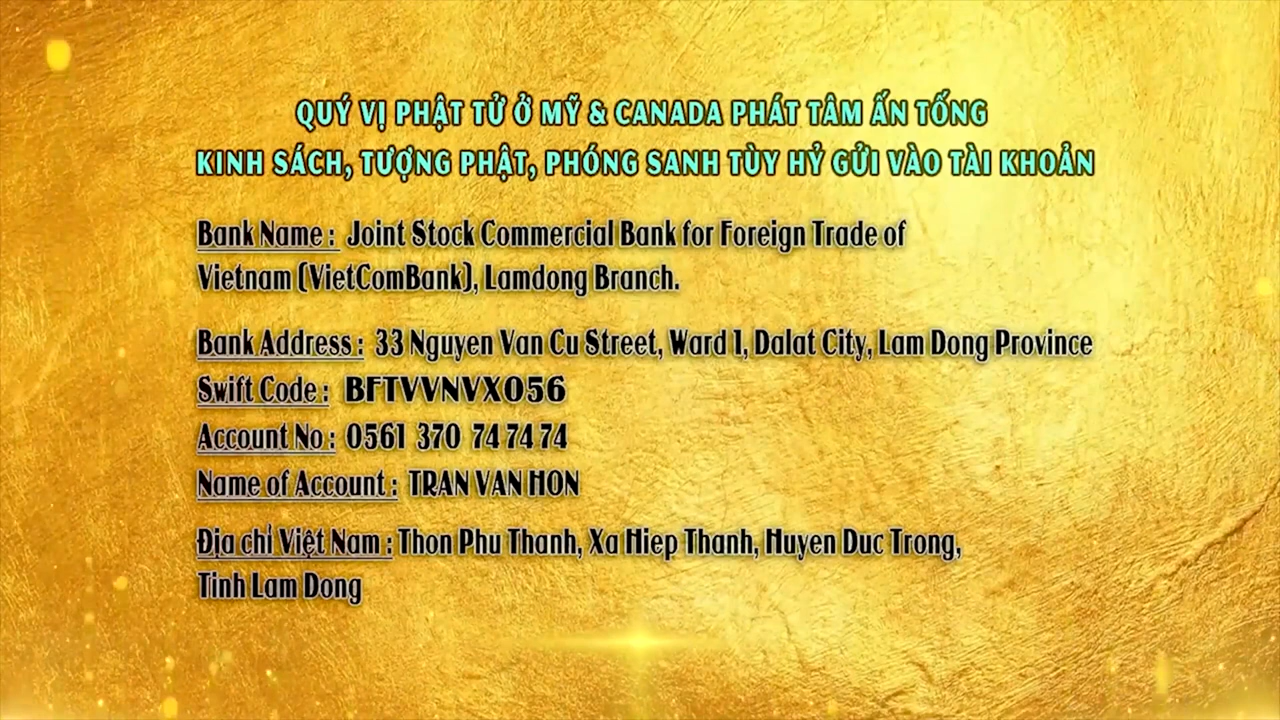 QUÝ VỊ PHẬT TỬ Ở MỸ & CANADA PHÁT TÂM ẤN TỐNG
KINH SÁCH, TƯỢNG PHẬT, PHÓNG SANH TÙY HỶ GỬI VÀO TÀI KHOẢN
Bank Name : Joint Stock Commercial Bank for Foreign Trade of
Vietnam (VietComBank), Lamdong Branch.
Bank Address : 33 Nguyen Van Cu Street, Ward 1, Dalat City, Lam Dong Province
Swift Code : BFTVVNVX056
Account No : 0561 370 74 74 74
Name of Account : TRAN VAN HON
Địa chỉ Việt Nam : Thon Phu Thanh, Xa Hiep Thanh, Huyen Duc Trong,
Tinh Lam Dong